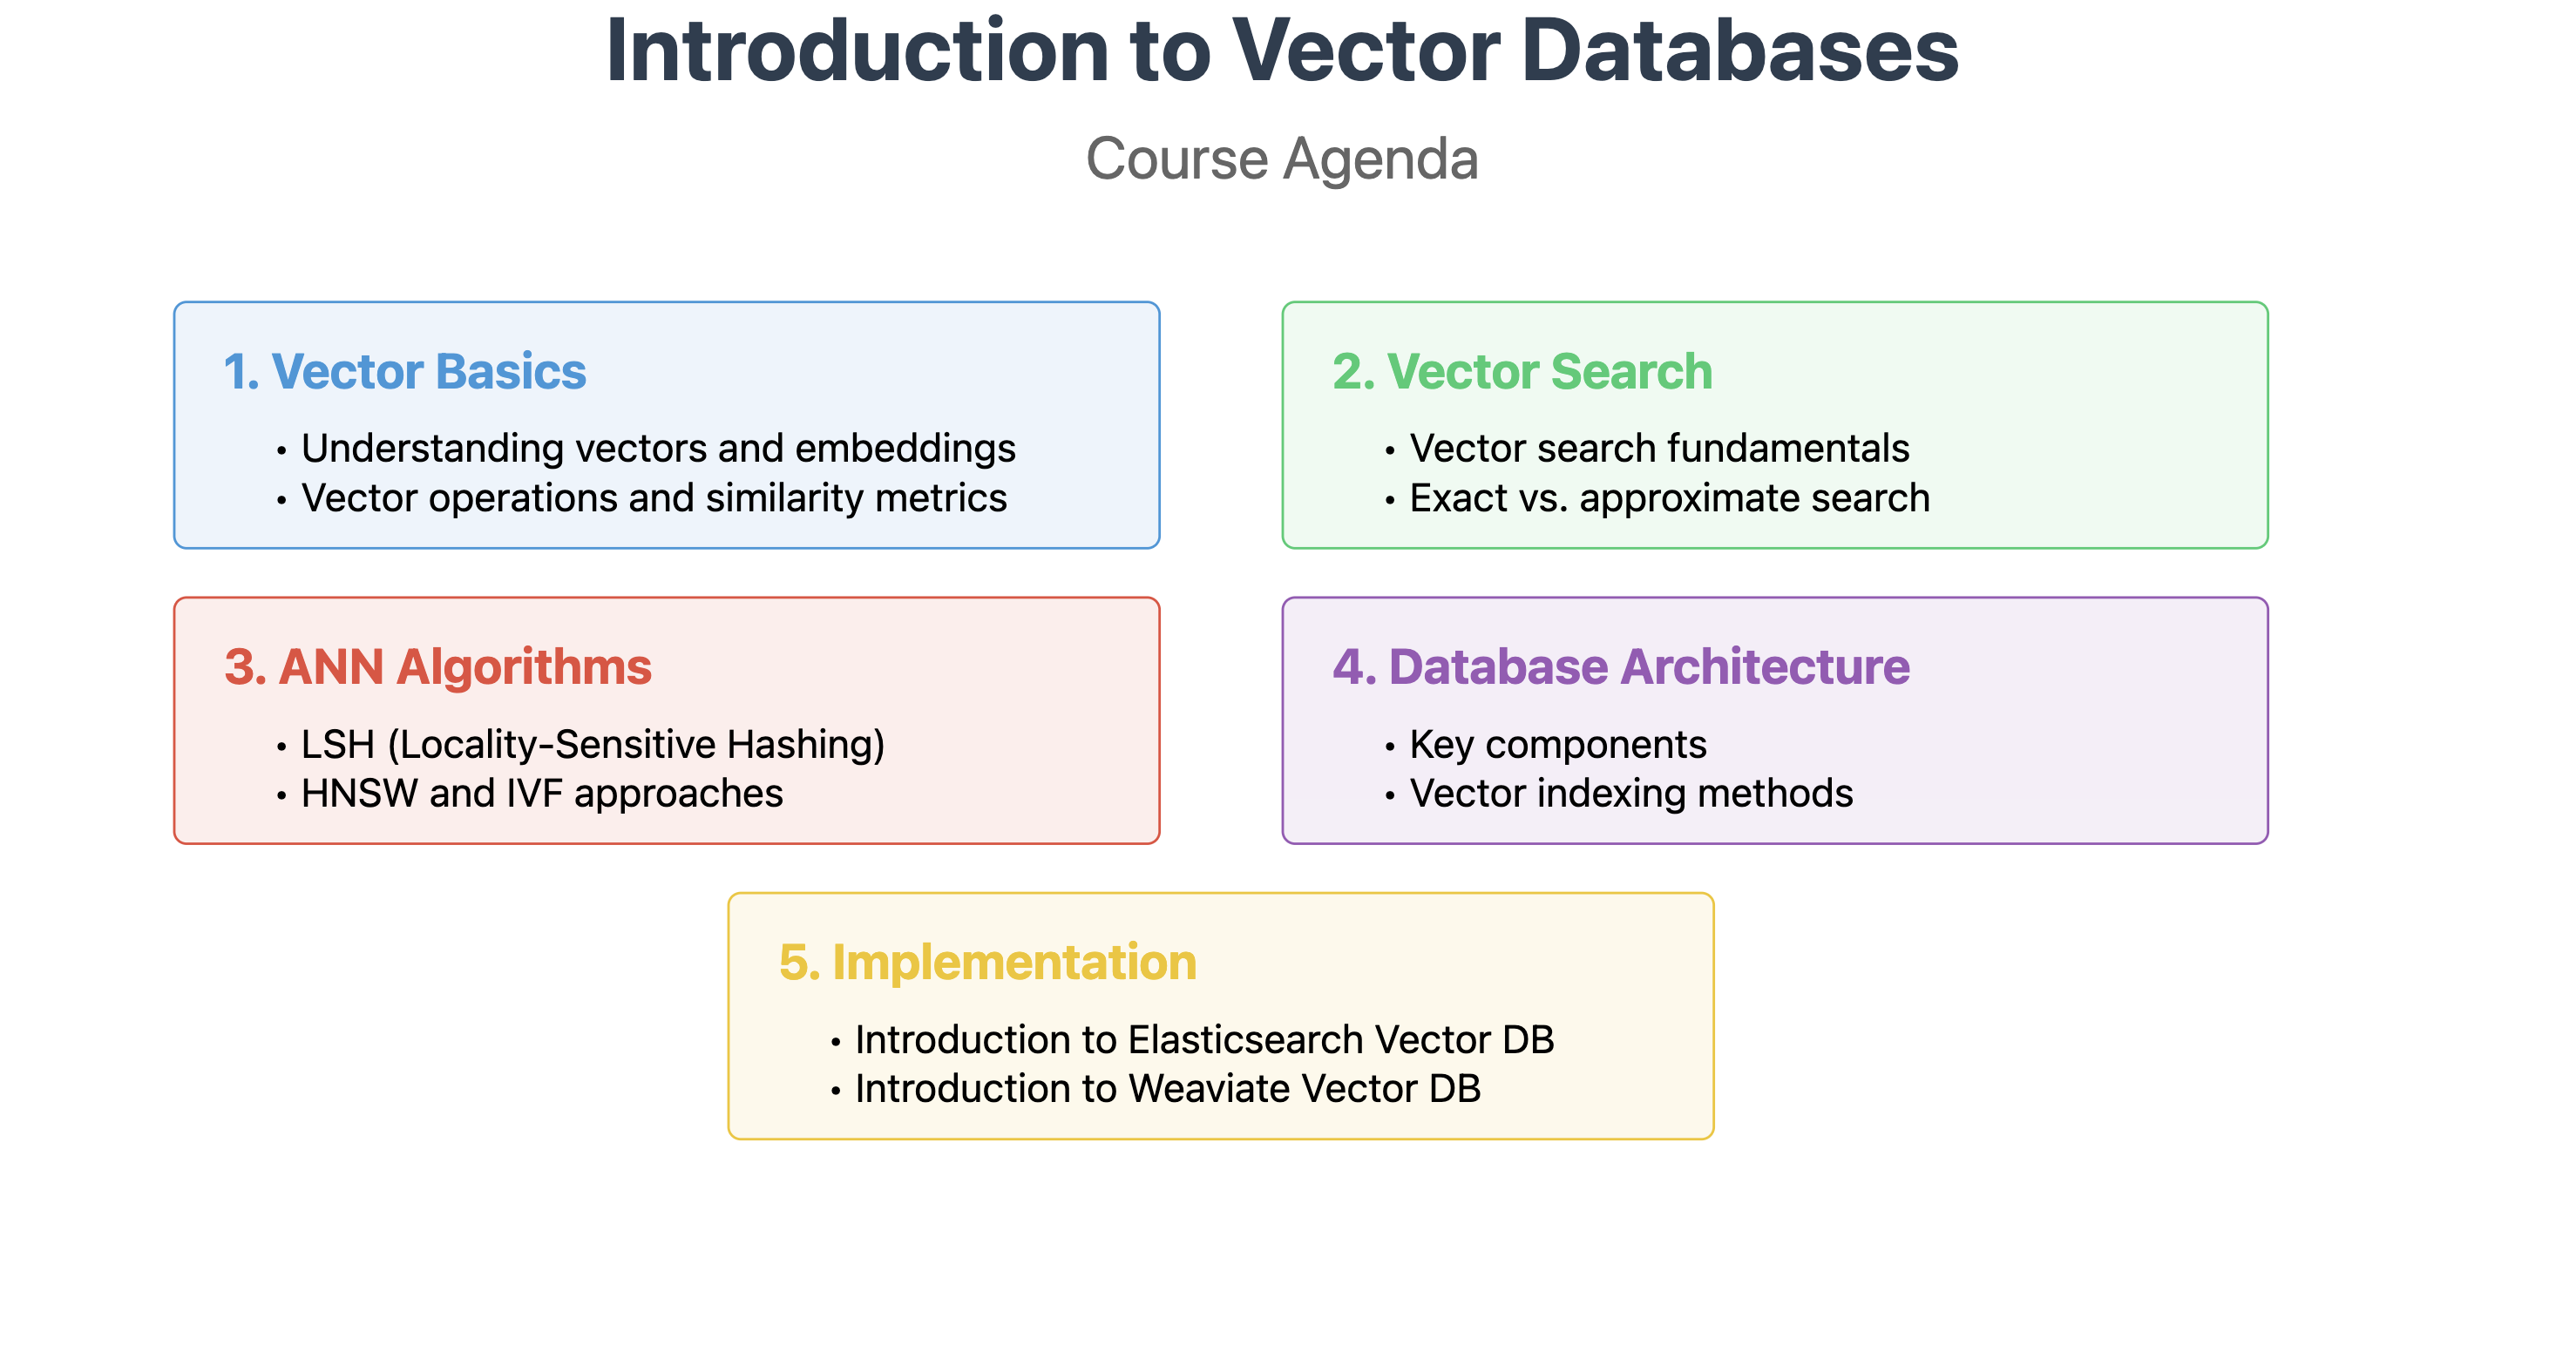 Introduction to Vector Databases
Course Agenda
1. Vector Basics
• Understanding vectors and embeddings
• Vector operations and similarity metrics
2. Vector Search
• Vector search fundamentals
• Exact vs. approximate search
3. ANN Algorithms
• LSH (Locality-Sensitive Hashing)
• HNSW and IVF approaches
4. Database Architecture
• Key components
• Vector indexing methods
5. Implementation
• Introduction to Elasticsearch Vector DB
• Introduction to Weaviate Vector DB